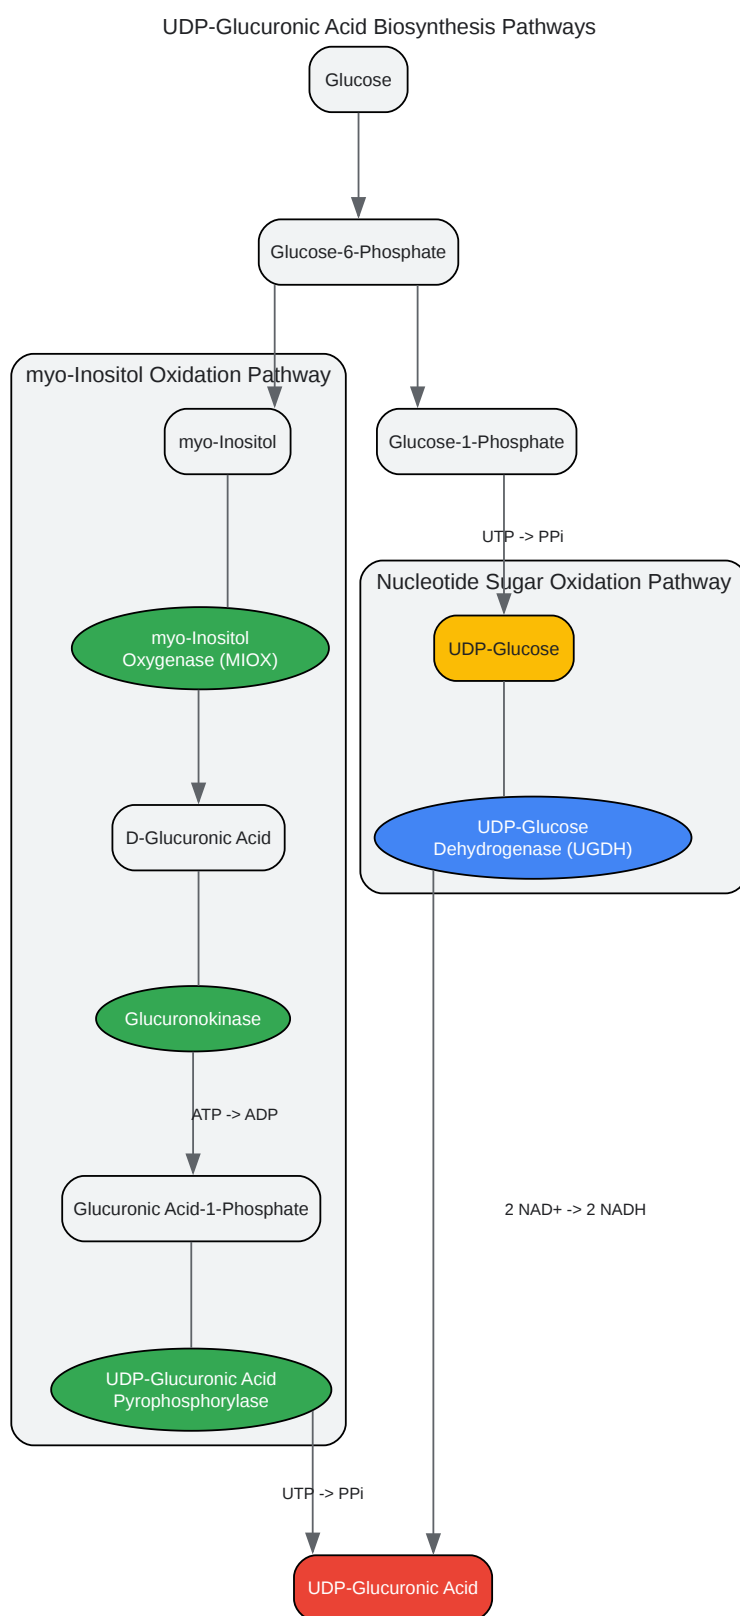 UDP-Glucuronic Acid Biosynthesis Pathways
Glucose
Glucose-6-Phosphate
myo-Inositol Oxidation Pathway
myo-Inositol
Glucose-1-Phosphate
UTP -> PPi
Nucleotide Sugar Oxidation Pathway
myo-Inositol
Oxygenase (MIOX)
UDP-Glucose
D-Glucuronic Acid
UDP-Glucose
Dehydrogenase (UGDH)
Glucuronokinase
ATP -> ADP
Glucuronic Acid-1-Phosphate
2 NAD+ -> 2 NADH
UDP-Glucuronic Acid
Pyrophosphorylase
UTP -> PPi
UDP-Glucuronic Acid